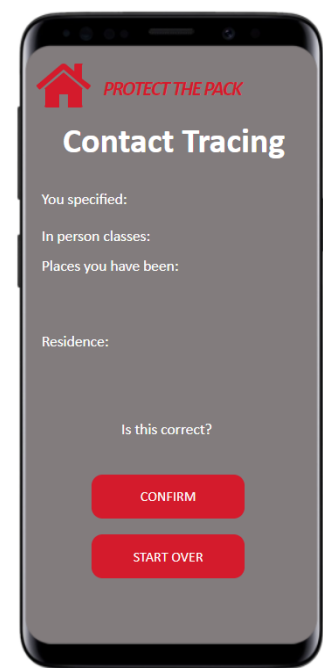 PROTECT THE PACK
Contact Tracing
You specified:
In person classes:
Places you have been:
Residence:
Is this correct?
CONFIRM
START OVER